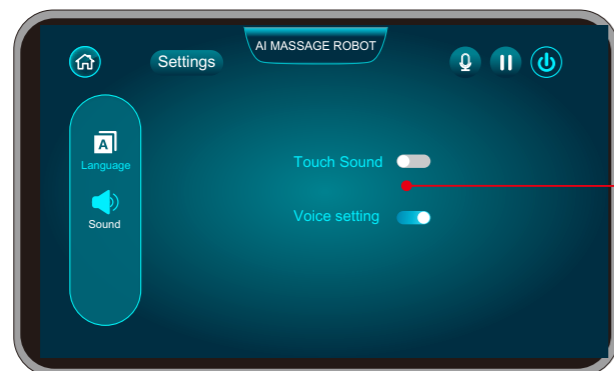 AI MASSAGE ROBOT
Settings
A
Language
Sound
Touch Sound
Voice setting